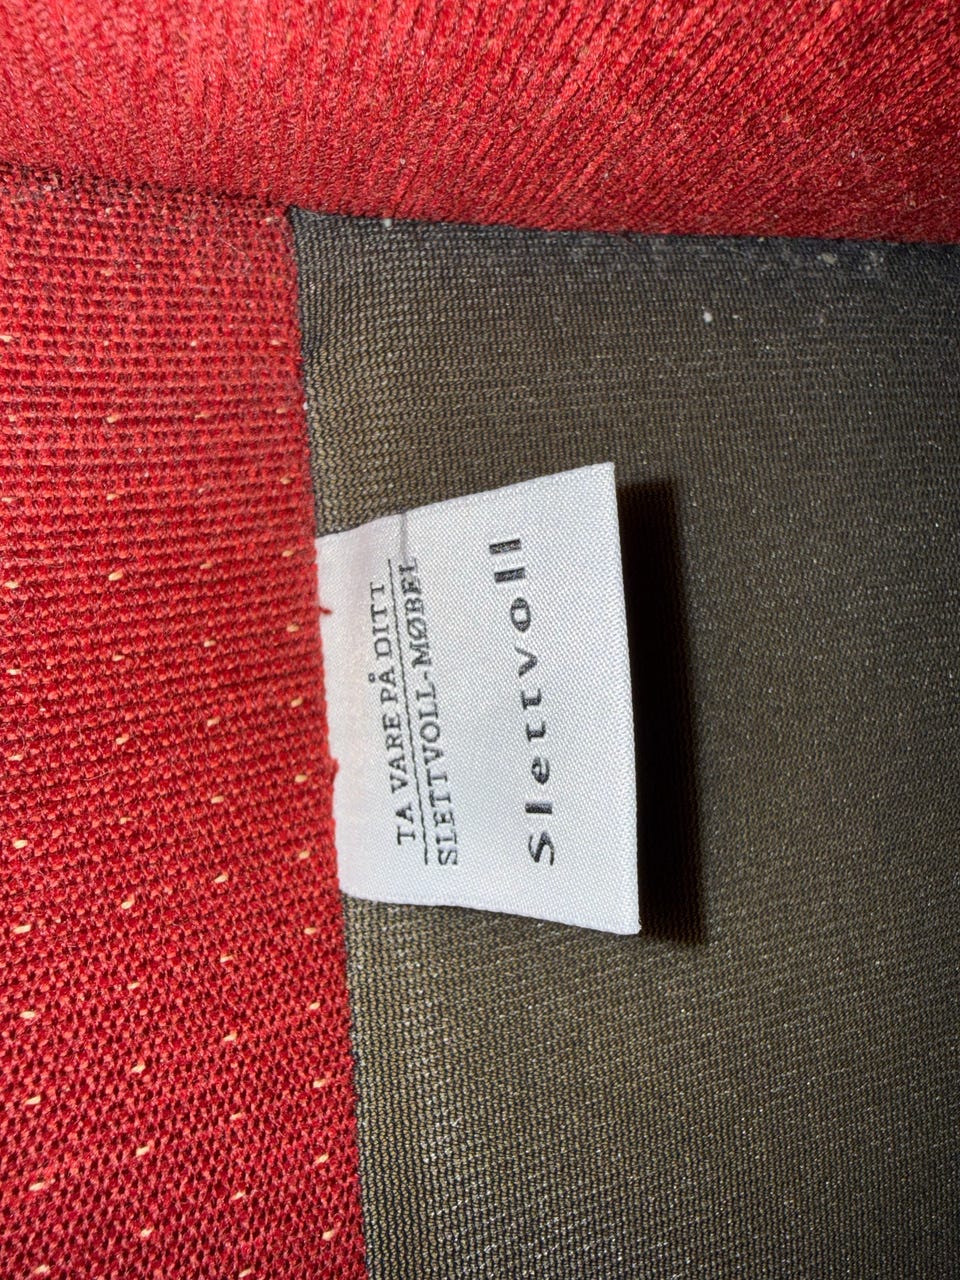 TA VARE PÅ DITT
SLETTVOLL-MØBEL
Slettvoll